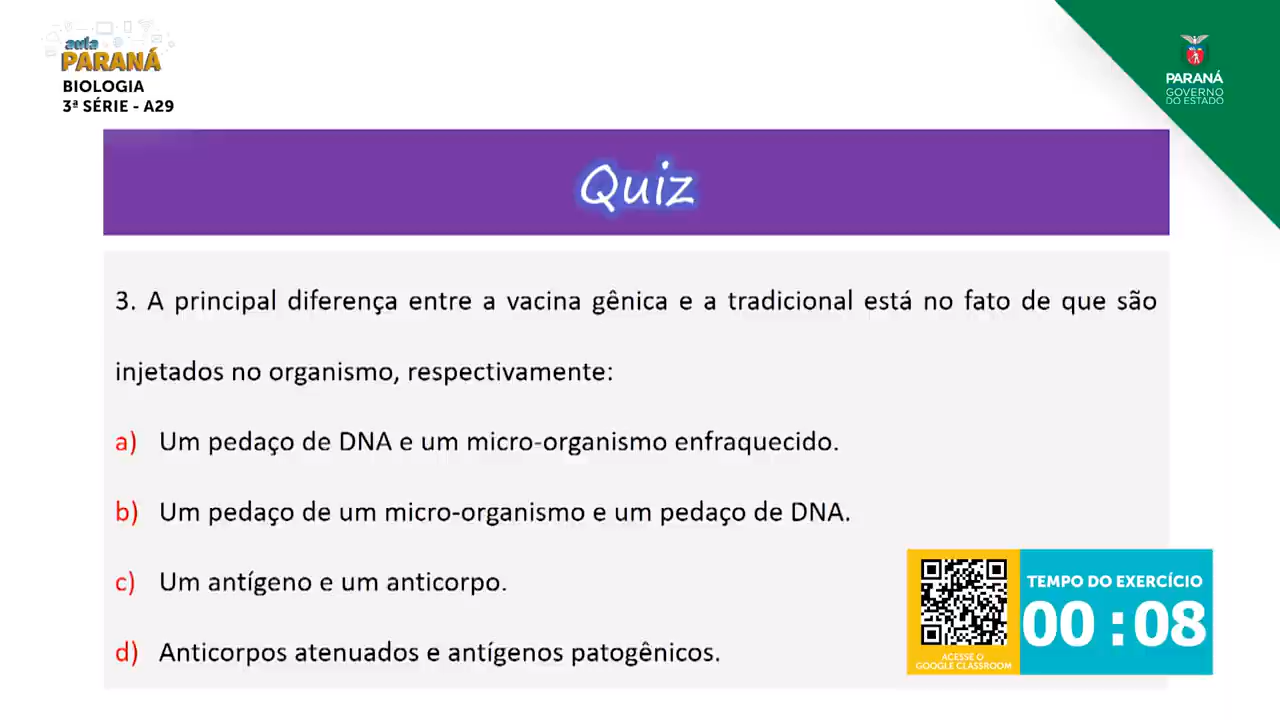 aula
PARANÁ
BIOLOGIA
3ª SÉRIE - A29
PARANÁ
GOVERNO
DO ESTADO
Quiz
3. A principal diferença entre a vacina gênica e a tradicional está no fato de que são
injetados no organismo, respectivamente:
a) Um pedaço de DNA e um micro-organismo enfraquecido.
b) Um pedaço de um micro-organismo e um pedaço de DNA.
c) Um antígeno e um anticorpo.
d) Anticorpos atenuados e antígenos patogênicos.
TEMPO DO EXERCÍCIO
00:08
ACESSE O
GOOGLE CLASSROOM